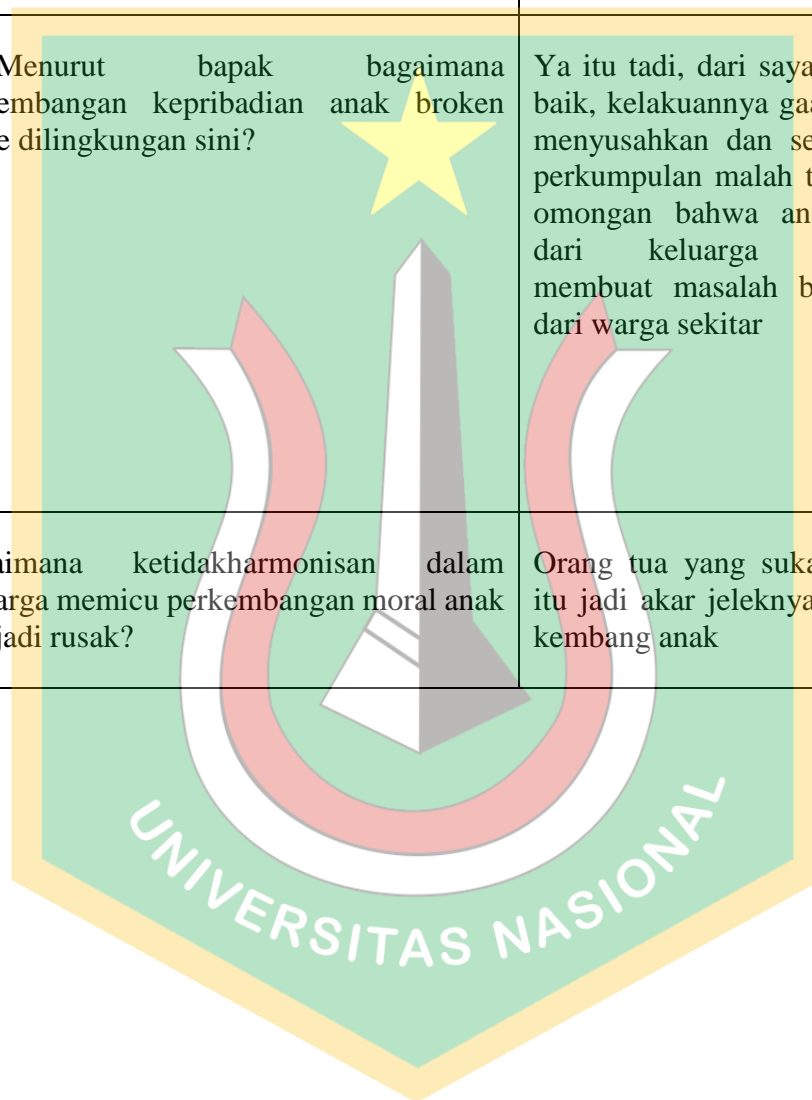 Menurut bapak bagaimana
embangan kepribadian anak broken
e dilingkungan sini?
Ya itu tadi, dari saya
baik, kelakuannya gaa
menyusahkan dan se
perkumpulan malah t
omongan bahwa an
dari keluarga
membuat masalah b
dari warga sekitar
aimana ketidakharmonisan dalam
arga memicu perkembangan moral anak
jadi rusak?
Orang tua yang suka
itu jadi akar jeleknya
kembang anak
UNIVERSITAS NASIONAL